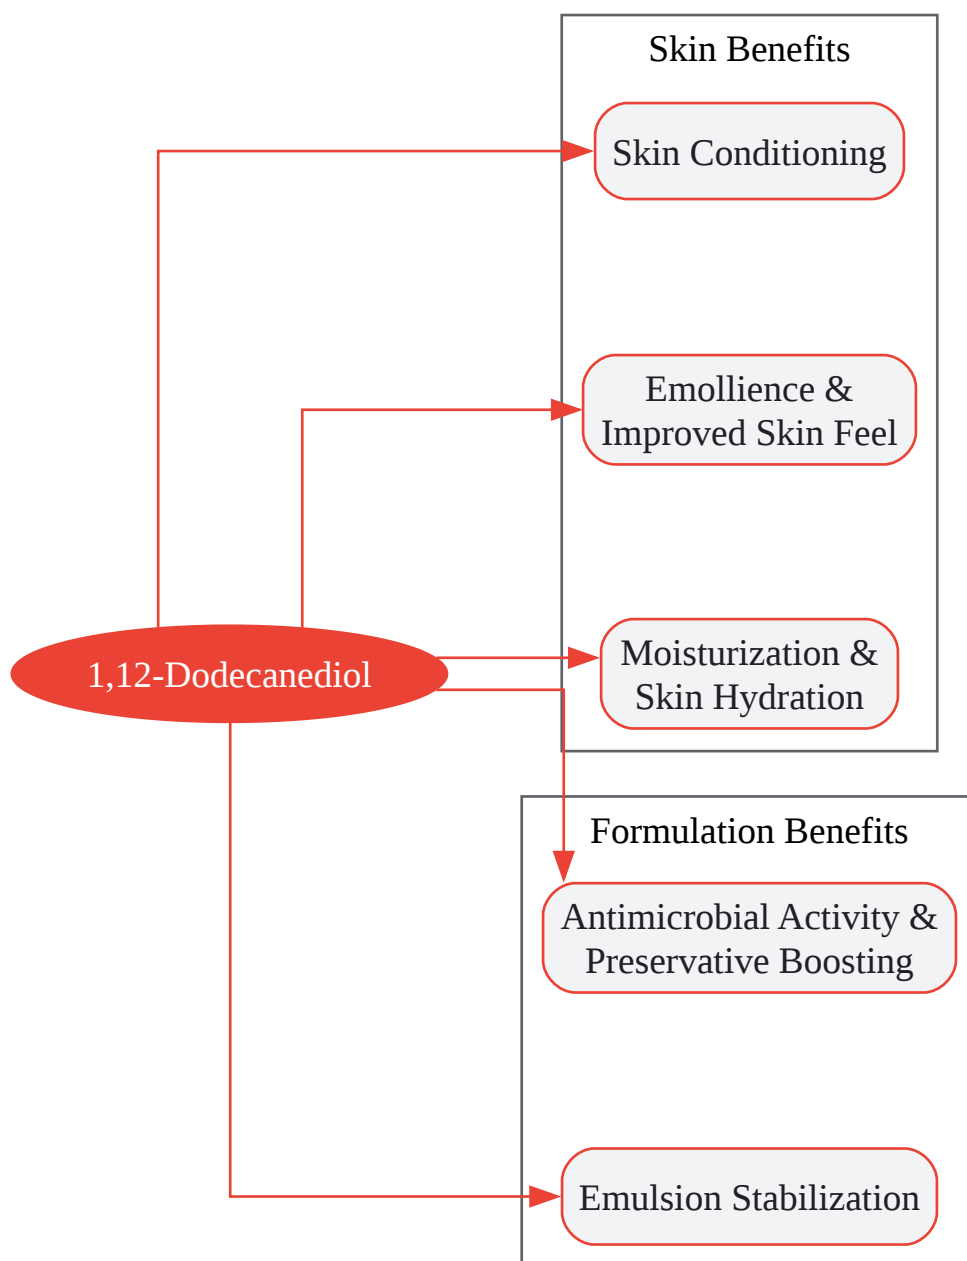 Skin Benefits
Skin Conditioning
Emollience &
Improved Skin Feel
1,12-Dodecanediol
Moisturization &
Skin Hydration
Formulation Benefits
Antimicrobial Activity &
Preservative Boosting
Emulsion Stabilization